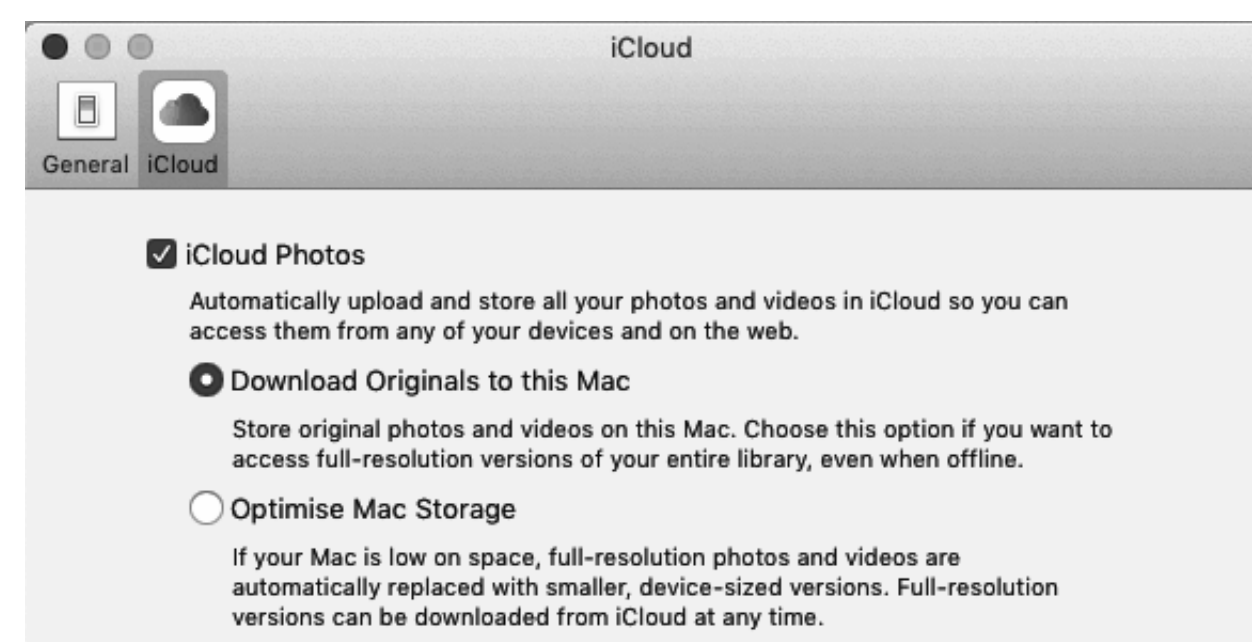 iCloud
General iCloud
iCloud Photos
Automatically upload and store all your photos and videos in iCloud so you can
access them from any of your devices and on the web.
Download Originals to this Mac
Store original photos and videos on this Mac. Choose this option if you want to
access full-resolution versions of your entire library, even when offline.
Optimise Mac Storage
If your Mac is low on space, full-resolution photos and videos are
automatically replaced with smaller, device-sized versions. Full-resolution
versions can be downloaded from iCloud at any time.